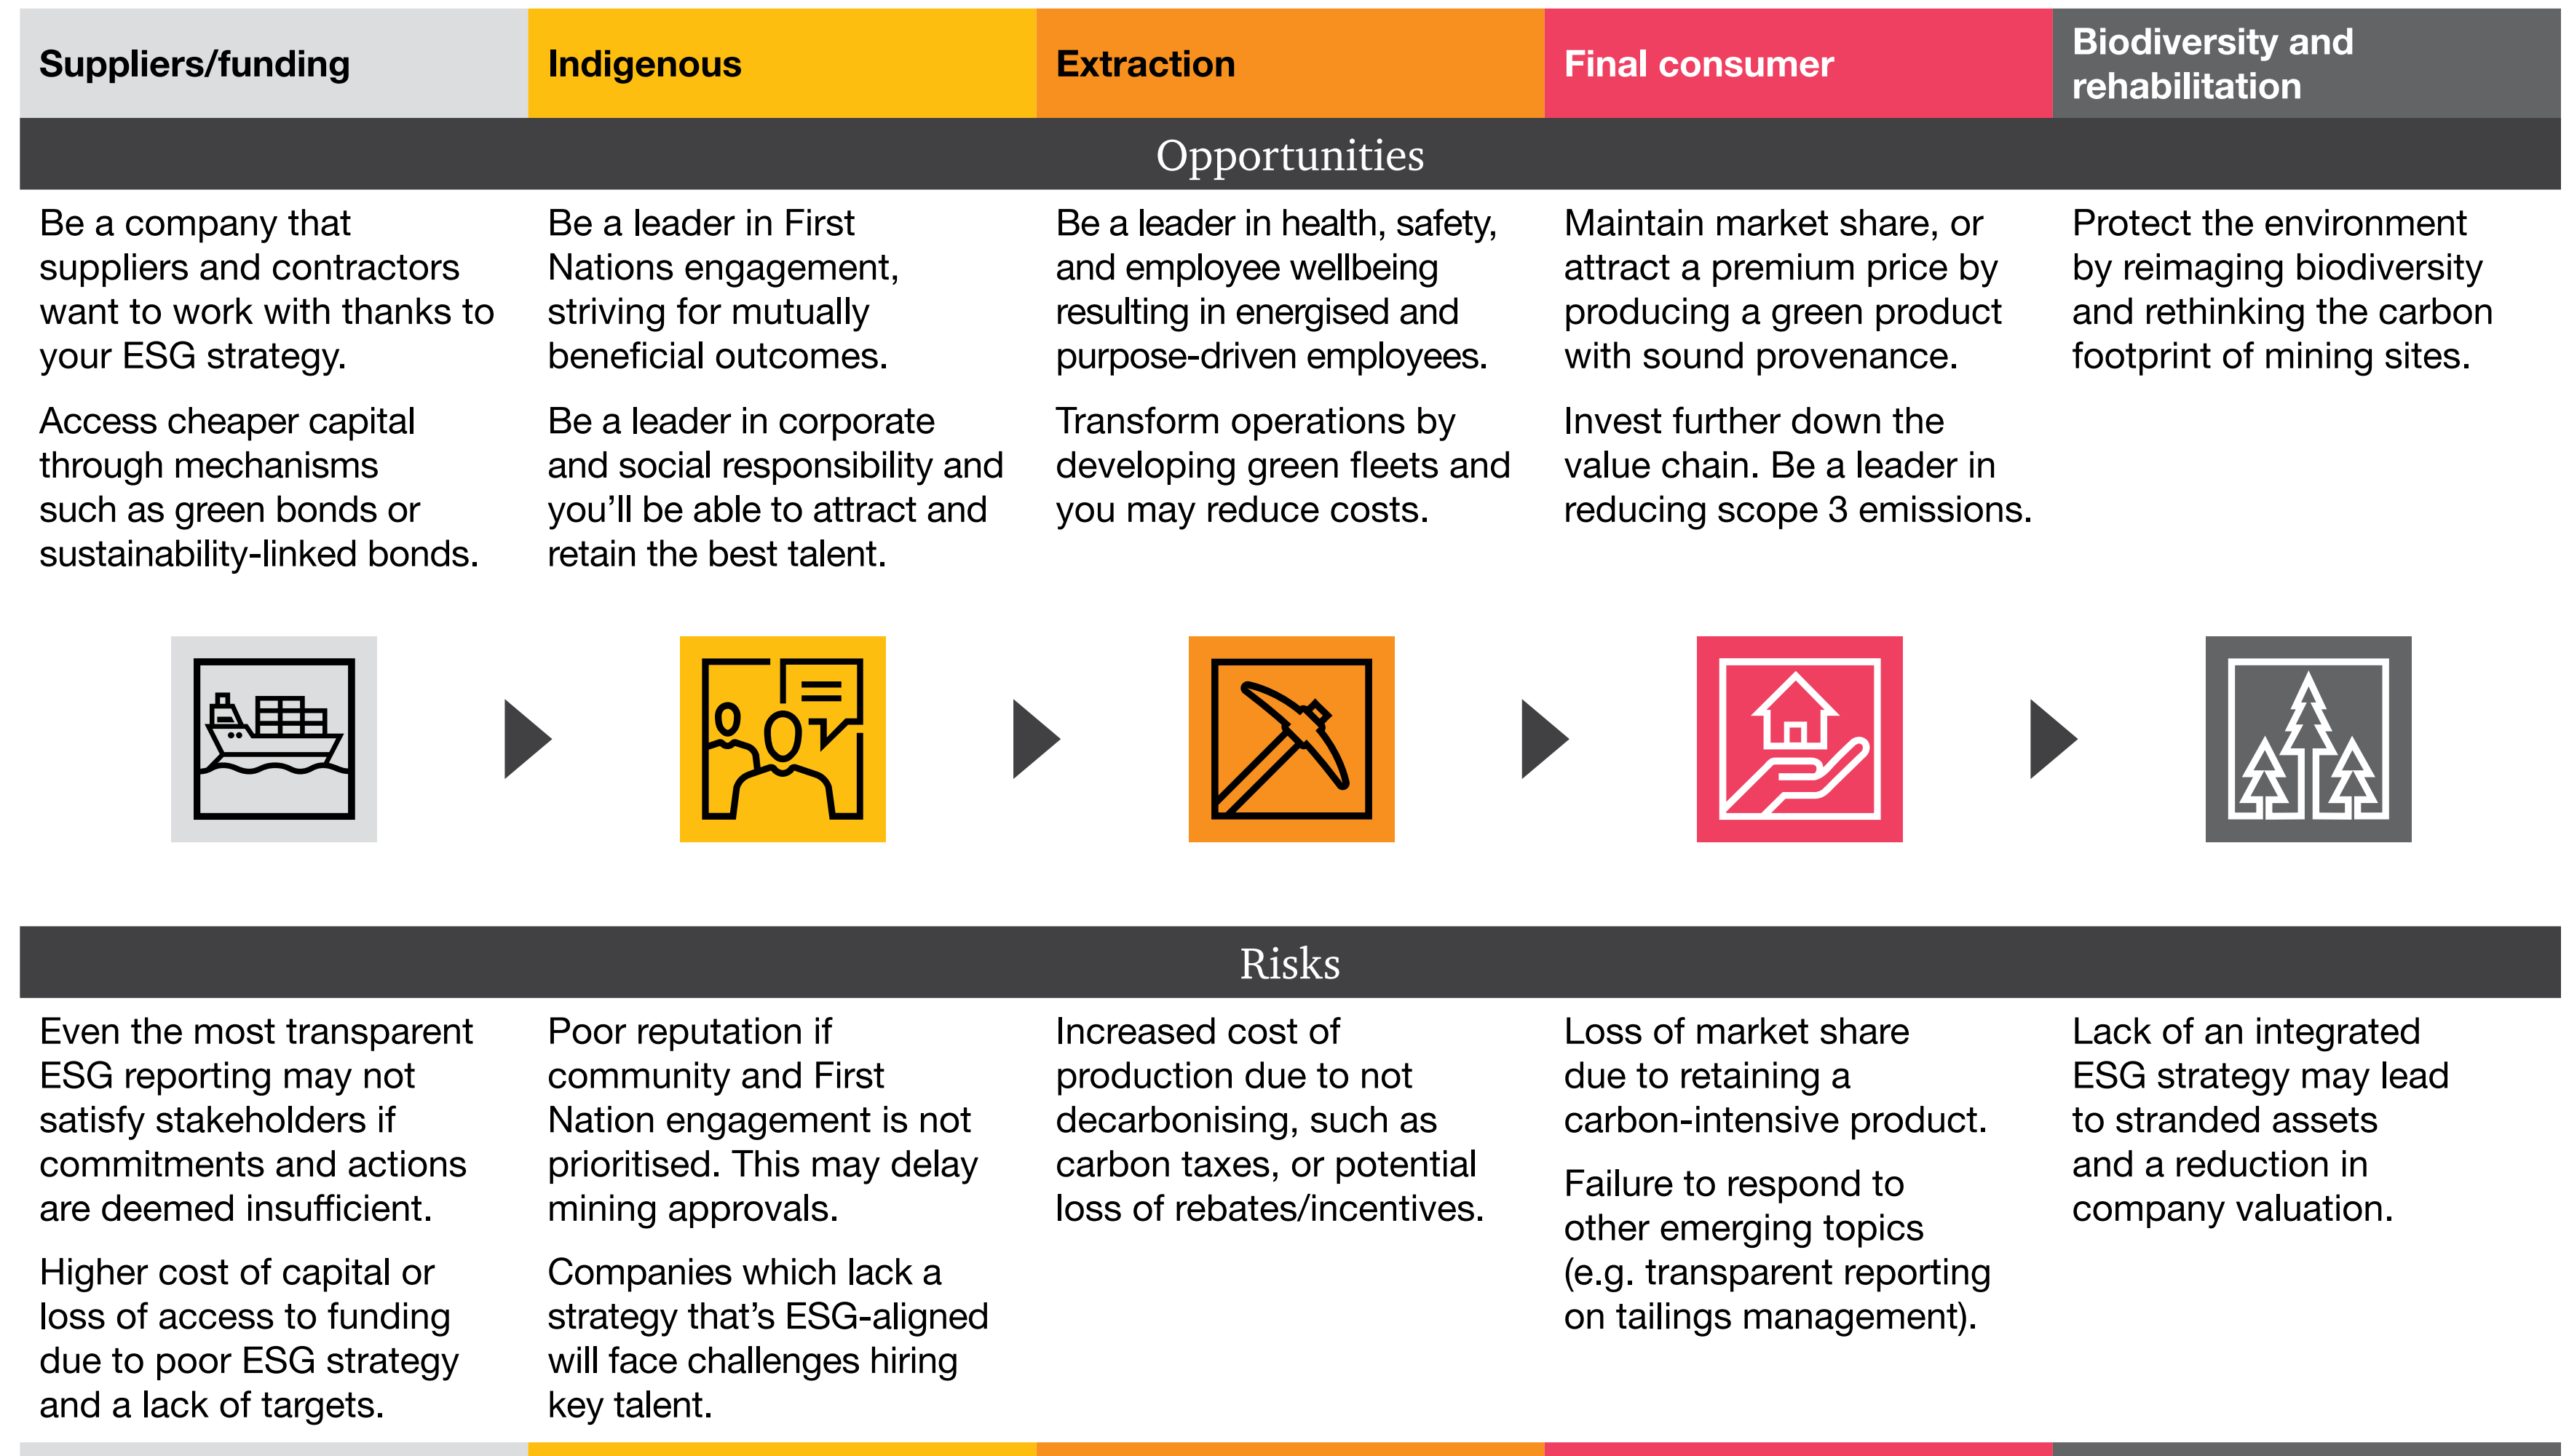 Suppliers/funding
Indigenous
Extraction
Final consumer
Biodiversity and
rehabilitation
Opportunities
Be a company that
suppliers and contractors
want to work with thanks to
your ESG strategy.
Access cheaper capital
through mechanisms
such as green bonds or
sustainability-linked bonds.
Be a leader in First
Nations engagement,
striving for mutually
beneficial outcomes.
Be a leader in corporate
and social responsibility and
you'll be able to attract and
retain the best talent.
Be a leader in health, safety,
and employee wellbeing
resulting in energised and
purpose-driven employees.
Transform operations by
developing green fleets and
you may reduce costs.
Maintain market share, or
attract a premium price by
producing a green product
with sound provenance.
Invest further down the
value chain. Be a leader in
reducing scope 3 emissions.
Protect the environment
by reimaging biodiversity
and rethinking the carbon
footprint of mining sites.
Risks
Even the most transparent
ESG reporting may not
satisfy stakeholders if
commitments and actions
are deemed insufficient.
Higher cost of capital or
loss of access to funding
due to poor ESG strategy
and a lack of targets.
Poor reputation if
community and First
Nation engagement is not
prioritised. This may delay
mining approvals.
Companies which lack a
strategy that's ESG-aligned
will face challenges hiring
key talent.
Increased cost of
production due to not
decarbonising, such as
carbon taxes, or potential
loss of rebates/incentives.
Loss of market share
due to retaining a
carbon-intensive product.
Failure to respond to
other emerging topics
(e.g. transparent reporting
on tailings management).
Lack of an integrated
ESG strategy may lead
to stranded assets
and a reduction in
company valuation.